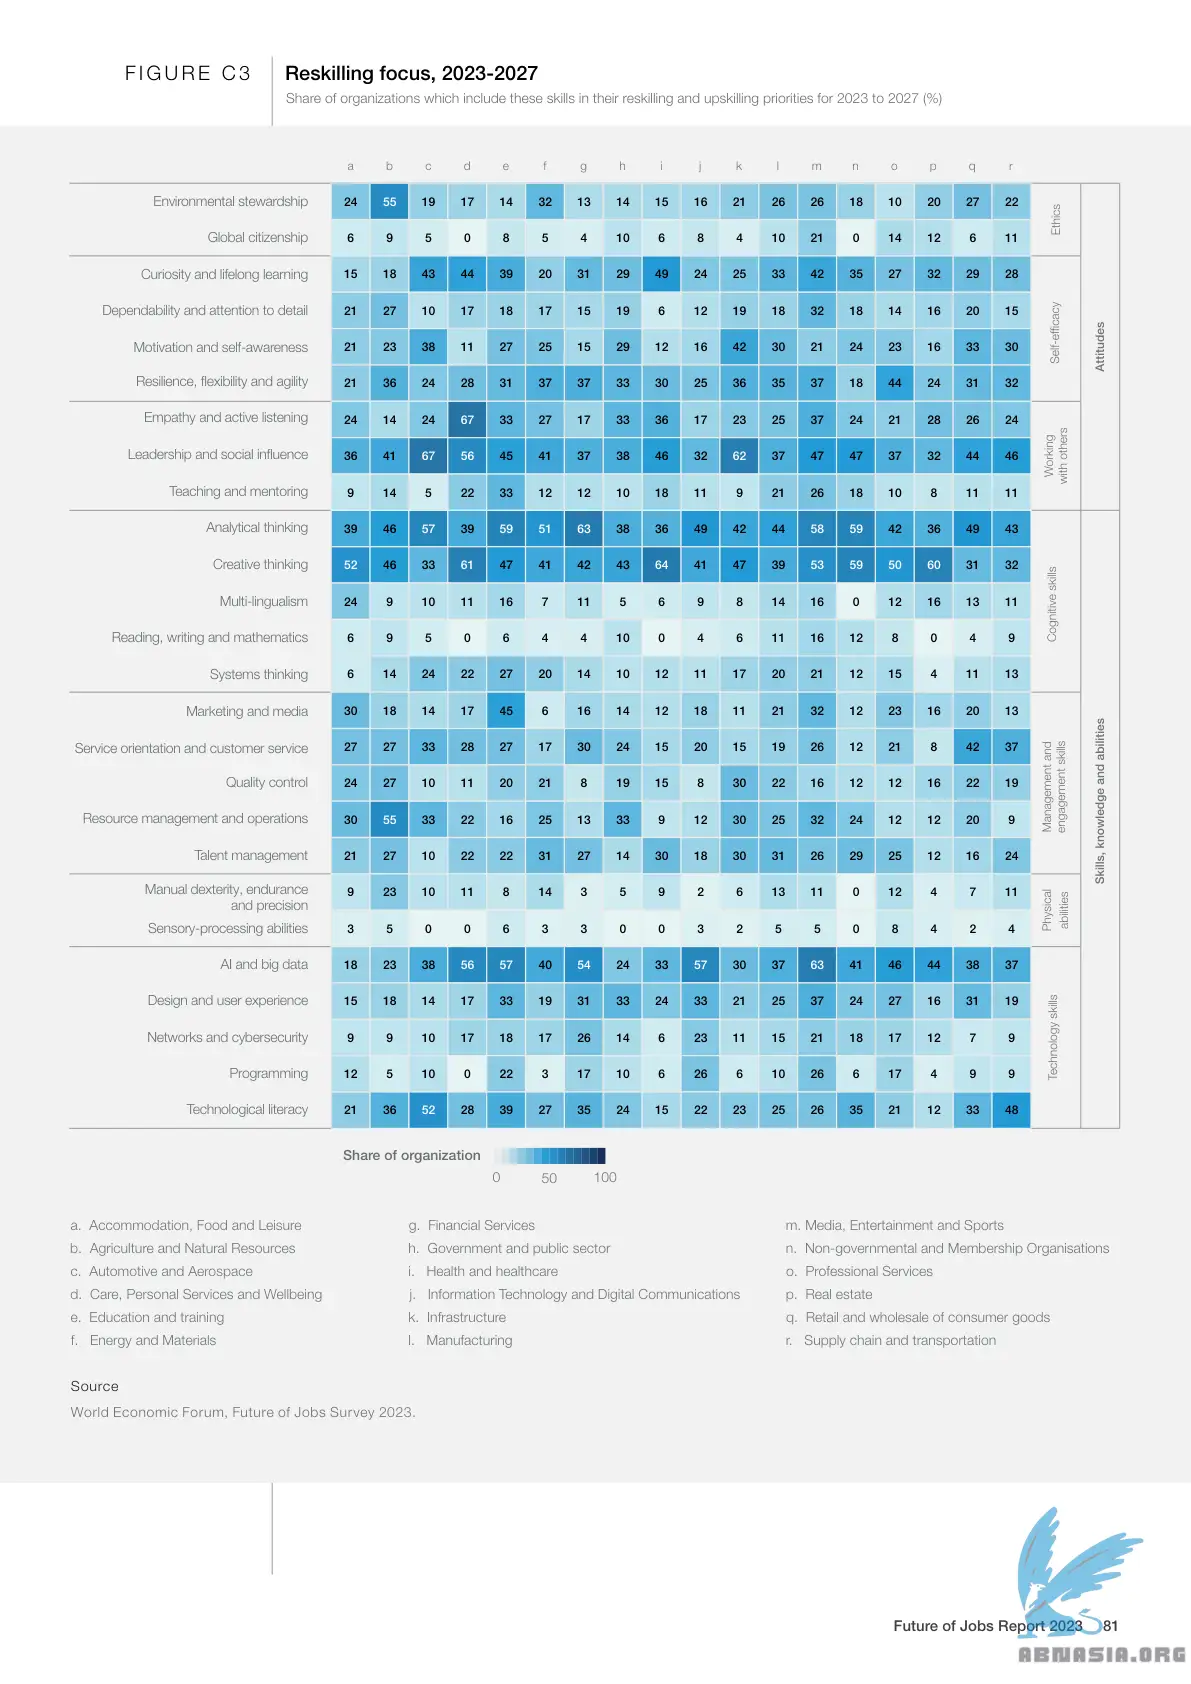 FIGURE C3
Reskilling focus, 2023-2027
Share of organizations which include these skills in their reskilling and upskilling priorities for 2023 to 2027 (%)
a b c d e f g h i j k l m n o p q r
Environmental stewardship 24 55 19 17 14 32 13 14 15 16 21 26 26 18 10 20 27 22
Global citizenship 6 9 5 0 8 5 4 10 6 8 4 10 21 0 14 12 6 11
Ethics
Curiosity and lifelong learning 15 18 43 44 39 20 31 29 49 24 25 33 42 35 27 32 29 28
Dependability and attention to detail 21 27 10 17 18 17 15 19 6 12 19 18 32 18 14 16 20 15
Motivation and self-awareness 21 23 38 11 27 25 15 29 12 16 42 30 21 24 23 16 33 30
Resilience, flexibility and agility 21 36 24 28 31 37 37 33 30 25 36 35 37 18 44 24 31 32
Self-efficacy
Empathy and active listening 24 14 24 67 33 27 17 33 36 17 23 25 37 24 21 28 26 24
Leadership and social influence 36 41 67 56 45 41 37 38 46 32 62 37 47 47 37 32 44 46
Teaching and mentoring 9 14 5 22 33 12 12 10 18 11 9 21 26 18 10 8 11 11
Working
with others
Attitudes
Analytical thinking 39 46 57 39 59 51 63 38 36 49 42 44 58 59 42 36 49 43
Creative thinking 52 46 33 61 47 41 42 43 64 41 47 39 53 59 50 60 31 32
Multi-lingualism 24 9 10 11 16 7 11 5 6 9 8 14 16 0 12 16 13 11
Reading, writing and mathematics 6 9 5 0 6 4 4 10 0 4 6 11 16 12 8 0 4 9
Systems thinking 6 14 24 22 27 20 14 10 12 11 17 20 21 12 15 4 11 13
Cognitive skills
Marketing and media 30 18 14 17 45 6 16 14 12 18 11 21 32 12 23 16 20 13
Service orientation and customer service 27 27 33 28 27 17 30 24 15 20 15 19 26 12 21 8 42 37
Quality control 24 27 10 11 20 21 8 19 15 8 30 22 16 12 12 16 22 19
Resource management and operations 30 55 33 22 16 25 13 33 9 12 30 25 32 24 12 12 20 9
Talent management 21 27 10 22 22 31 27 14 30 18 30 31 26 29 25 12 16 24
Management and
engagement skills
Manual dexterity, endurance
and precision 9 23 10 11 8 14 3 5 9 2 6 13 11 0 12 4 7 11
Sensory-processing abilities 3 5 0 0 6 3 3 0 0 3 2 5 5 0 8 4 2 4
Physical
abilities
AI and big data 18 23 38 56 57 40 54 24 33 57 30 37 63 41 46 44 38 37
Design and user experience 15 18 14 17 33 19 31 33 24 33 21 25 37 24 27 16 31 19
Networks and cybersecurity 9 9 10 17 18 17 26 14 6 23 11 15 21 18 17 12 7 9
Programming 12 5 10 0 22 3 17 10 6 26 6 10 26 6 17 4 9 9
Technological literacy 21 36 52 28 39 27 35 24 15 22 23 25 26 35 21 12 33 48
Technology skills
Skills, knowledge and abilities
Share of organization
0 50 100
a. Accommodation, Food and Leisure
b. Agriculture and Natural Resources
c. Automotive and Aerospace
d. Care, Personal Services and Wellbeing
e. Education and training
f. Energy and Materials
g. Financial Services
h. Government and public sector
i. Health and healthcare
j. Information Technology and Digital Communications
k. Infrastructure
l. Manufacturing
m. Media, Entertainment and Sports
n. Non-governmental and Membership Organisations
o. Professional Services
p. Real estate
q. Retail and wholesale of consumer goods
r. Supply chain and transportation
Source
World Economic Forum, Future of Jobs Survey 2023.
Future of Jobs Report 2023 81
ABNASIA.ORG